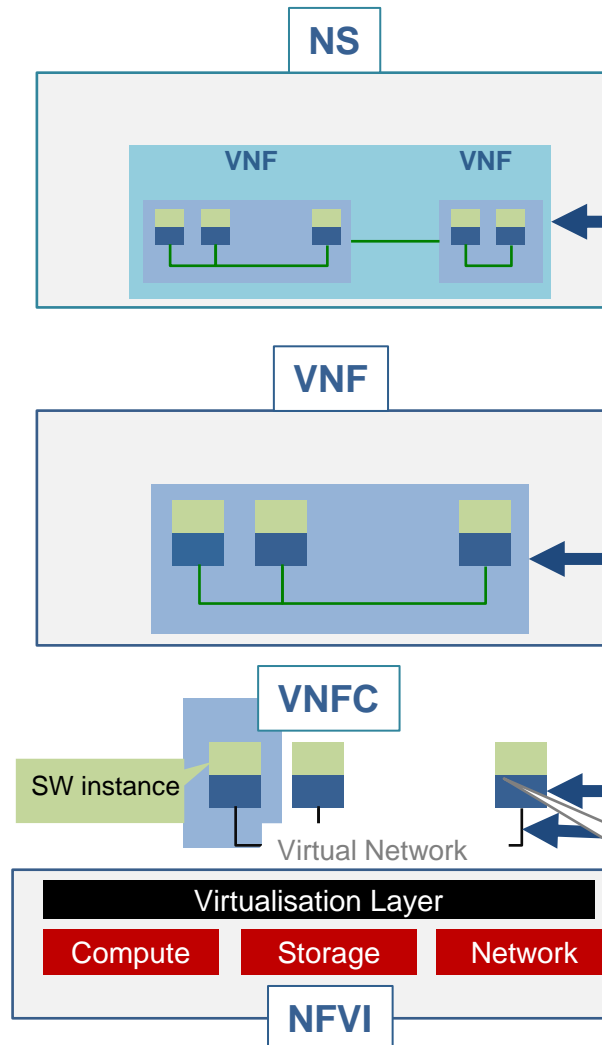 NS
VNF VNF
VNF
VNFC
SW instance
Virtual Network
Virtualisation Layer
Compute Storage Network
NFVI